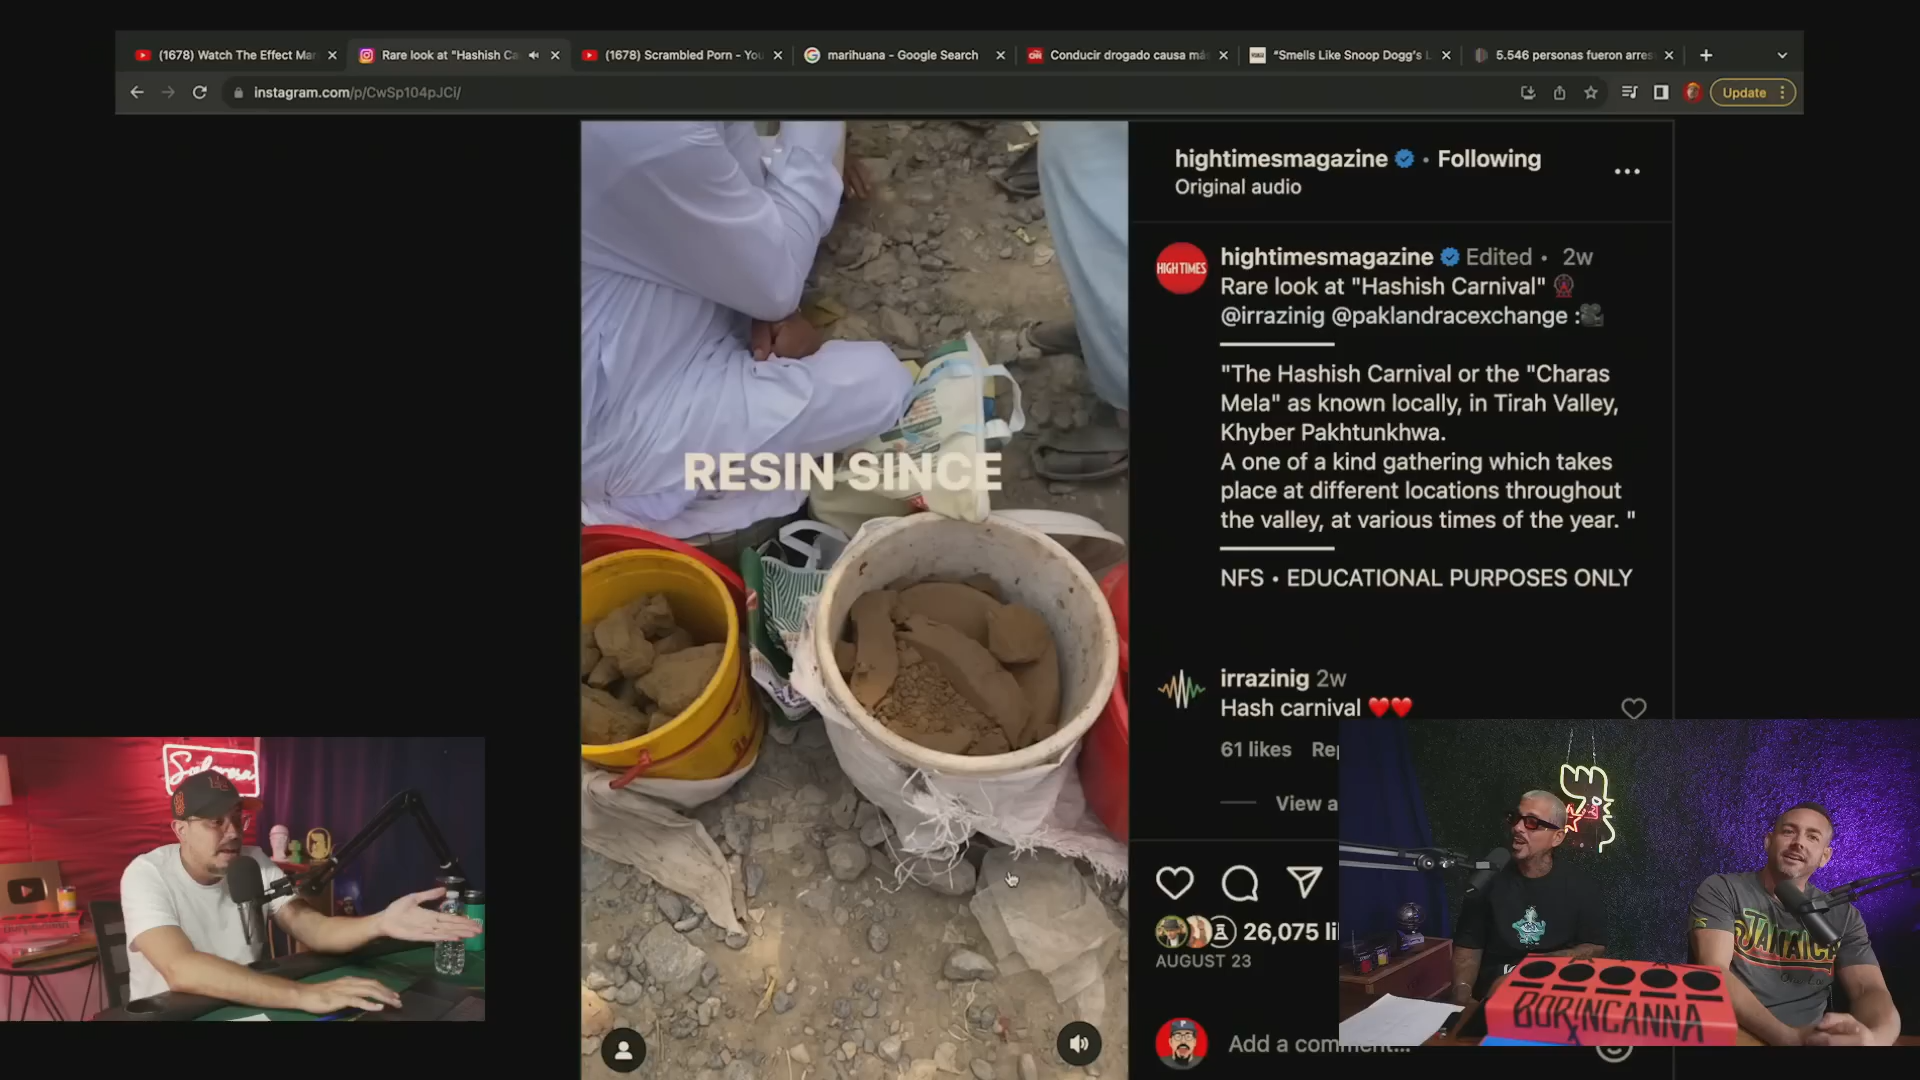 (1678) Watch The Effect Mar
Rare look at "Hashish Ca
(1678) Scrambled Porn - You
marihuana - Google Search
Conducir drogado causa má
"Smells Like Snoop Dogg's L
5.546 personas fueron arres
instagram.com/p/CwSp104pJCi/
Update
hightimesmagazine • Following
Original audio
HIGH TIMES
hightimesmagazine Edited • 2w
Rare look at "Hashish Carnival"
@irrazinig @paklandracexchange :
"The Hashish Carnival or the "Charas
Mela" as known locally, in Tirah Valley,
Khyber Pakhtunkhwa.
A one of a kind gathering which takes
place at different locations throughout
the valley, at various times of the year. "
NFS • EDUCATIONAL PURPOSES ONLY
RESIN SINCE
irrazinig 2w
Hash carnival ❤️❤️
61 likes Rep
View a
26,075 li
AUGUST 23
Add a comment...
JAMAICA
BORINCANNA